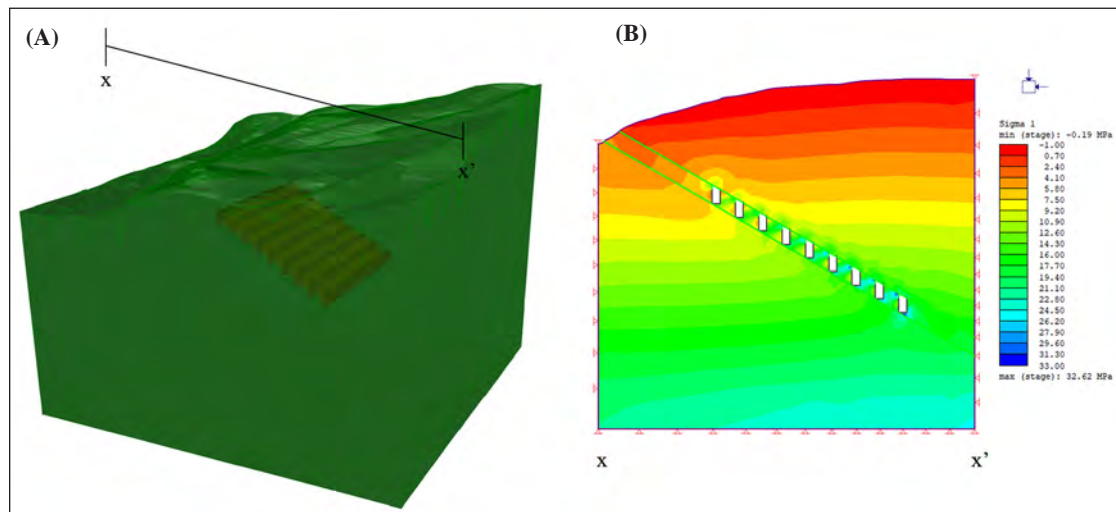 (A)
x
x'
(B)
Sigma 1
min (stage): -0.19 MPa
-1.00
0.70
2.40
4.10
5.80
7.50
9.20
10.90
12.60
14.30
16.00
17.70
19.40
21.10
22.80
24.50
26.20
27.90
29.60
31.30
33.00
max (stage): 32.62 MPa
x
x'